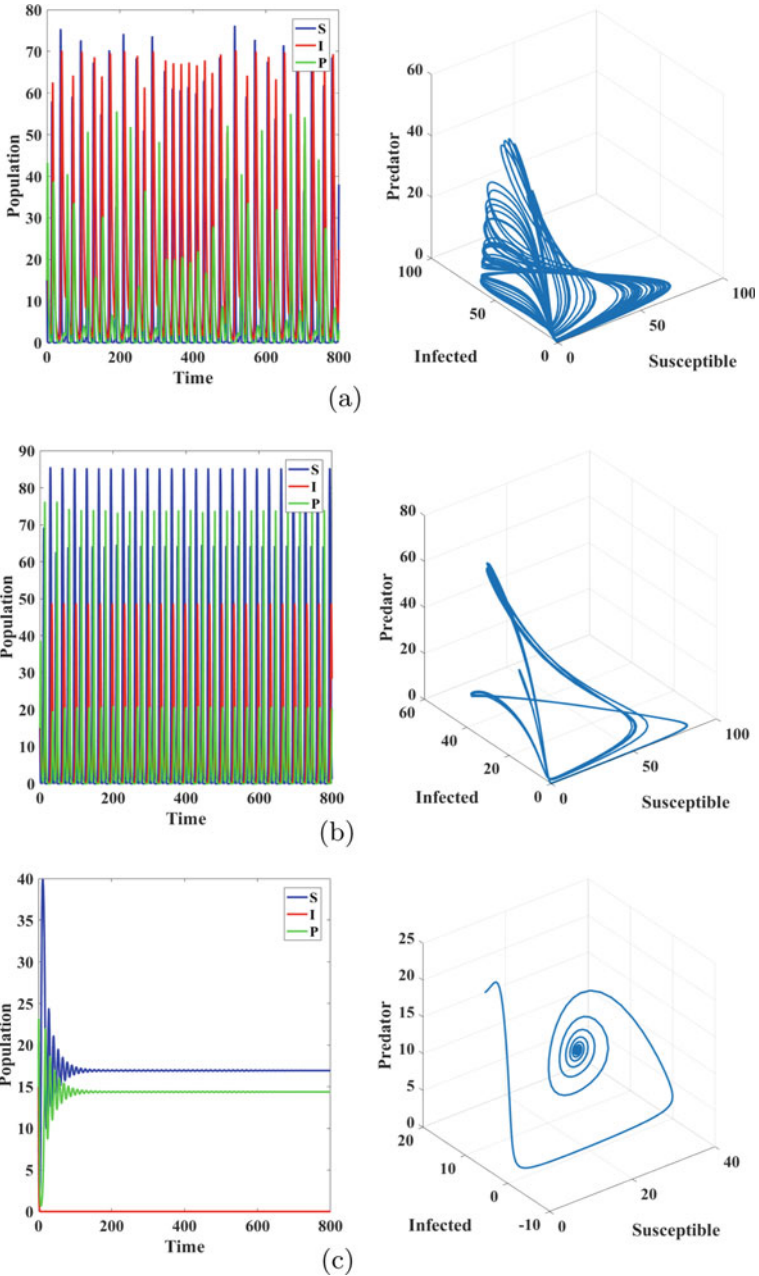 80
70
60
50
40
30
20
10
0
Population
0
200
400
600
800
Time
S
I
P
60
40
20
0
Predator
100
50
0
Infected
0
50
100
Susceptible
(a)
90
80
70
60
50
40
30
20
10
0
Population
0
200
400
600
800
Time
S
I
P
80
60
40
20
0
Predator
60
40
20
0
Infected
0
50
100
Susceptible
(b)
40
35
30
25
20
15
10
5
0
Population
0
200
400
600
800
Time
S
I
P
25
20
15
10
5
0
Predator
20
10
0
-10
Infected
0
20
40
Susceptible
(c)